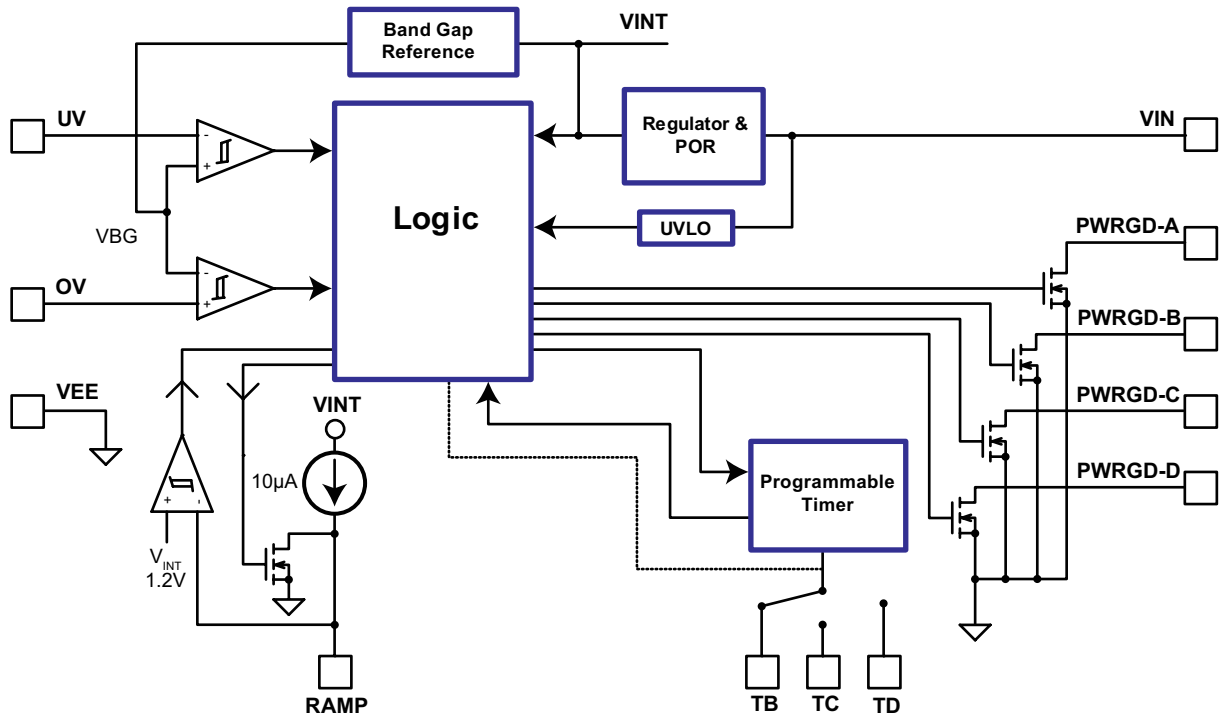 Band Gap
Reference
VINT
UV
-
+
Regulator &
POR
VIN
Logic
VBG
UVLO
PWRGD-A
OV
-
+
PWRGD-B
VEE
VINT
PWRGD-C
10µA
PWRGD-D
Programmable
Timer
+ -
VINT
1.2V
RAMP
TB
TC
TD